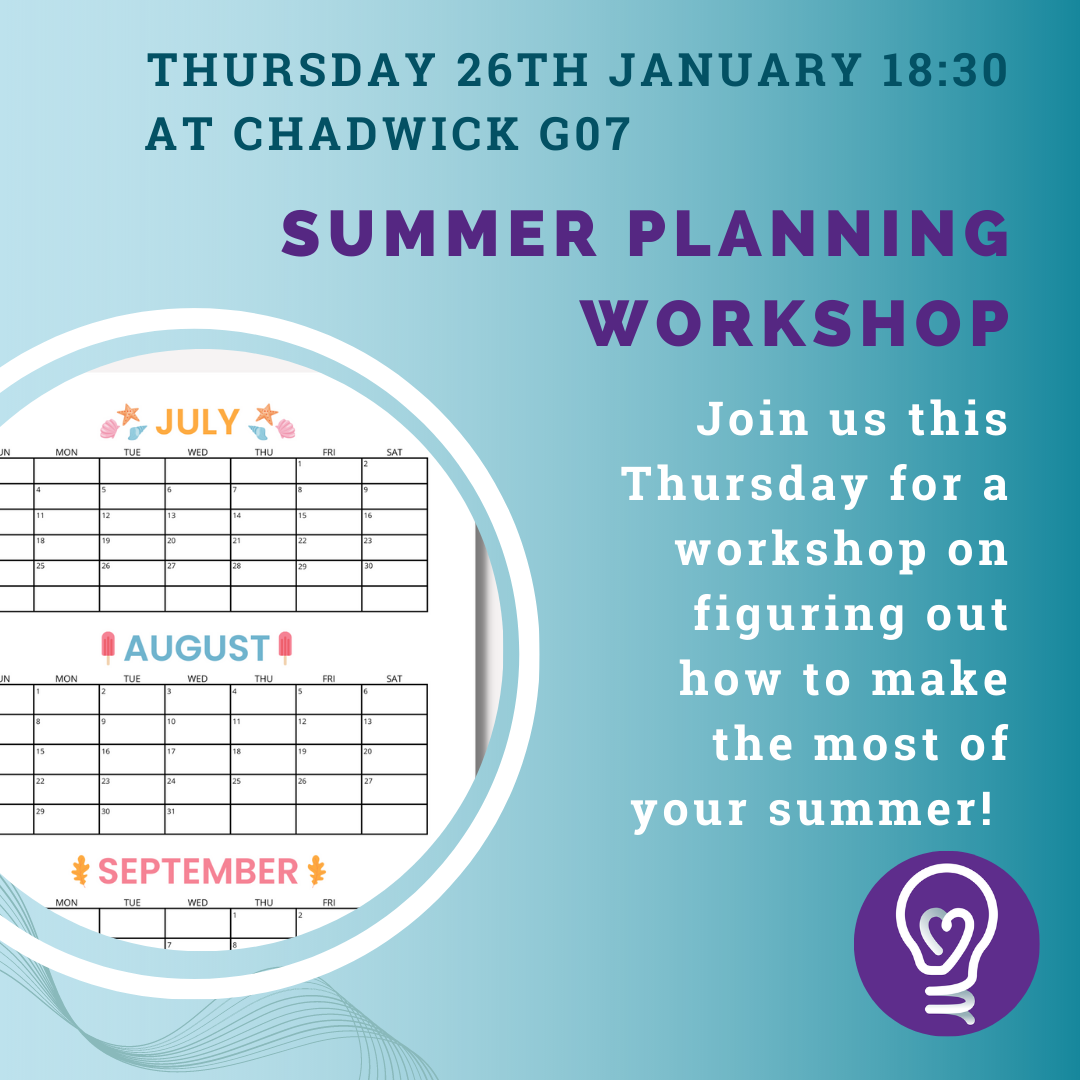 THURSDAY 26TH JANUARY 18:30
AT CHADWICK G07
SUMMER PLANNING
WORKSHOP
Join us this
Thursday for a
workshop on
figuring out
how to make
the most of
your summer!
JULY
UN MON TUE WED THU FRI SAT
1 2
4 5 6 7 8 9
11 12 13 14 15 16
18 19 20 21 22 23
25 26 27 28 29 30
AUGUST
UN MON TUE WED THU FRI SAT
1 2 3 4 5 6
8 9 10 11 12 13
15 16 17 18 19 20
22 23 24 25 26 27
29 30 31
SEPTEMBER
MON TUE WED THU FRI
1 2
7 8